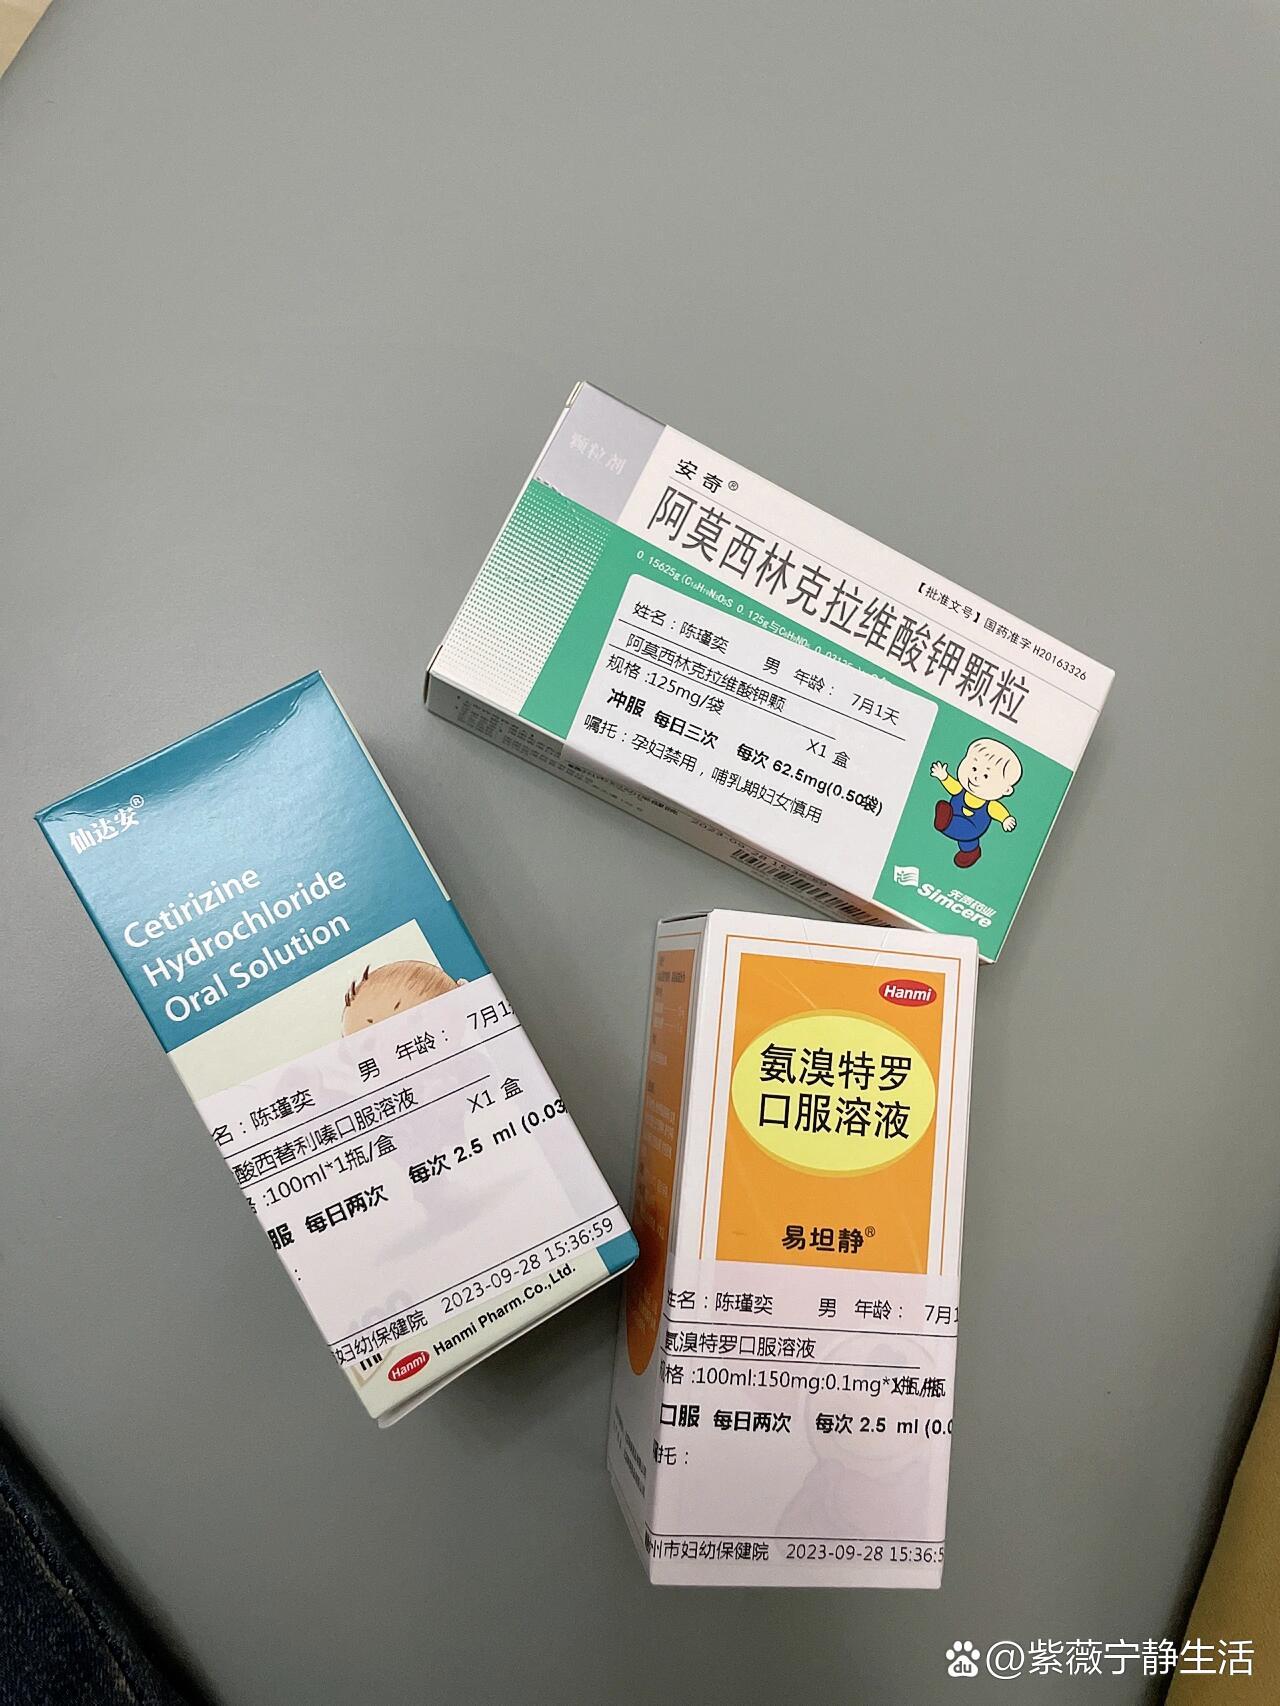 颗粒剂
安奇®
阿莫西林克拉维酸钾颗粒
【批准文号】国药准字 H20163326
姓名：陈瑾奕 男 年龄： 7月1天
阿莫西林克拉维酸钾颗
规格 :125mg/袋 X1 盒
冲服 每日三次 每次 62.5mg(0.50袋)
嘱托：孕妇禁用，哺乳期妇女慎用
先声药业
Simcere
仙达安®
Cetirizine
Hydrochloride
Oral Solution
名：陈瑾奕 男 年龄： 7月1
酸西替利嗪口服溶液 X1 盒
:100ml*1瓶/盒
服 每日两次 每次 2.5 ml (0.03
：
妇幼保健院 2023-09-28 15:36:59
Hanmi Hanmi Pharm.Co.,Ltd.
Hanmi
氨溴特罗
口服溶液
易坦静®
姓名：陈瑾奕 男 年龄： 7月1
氨溴特罗口服溶液
规格 :100ml:150mg:0.1mg*
口服 每日两次 每次 2.5 ml (0.0
嘱托：
州市妇幼保健院 2023-09-28 15:36:5
du @紫薇宁静生活